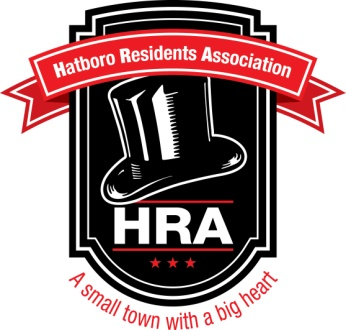 Hatboro Residents Association
HRA
A small town with a big heart